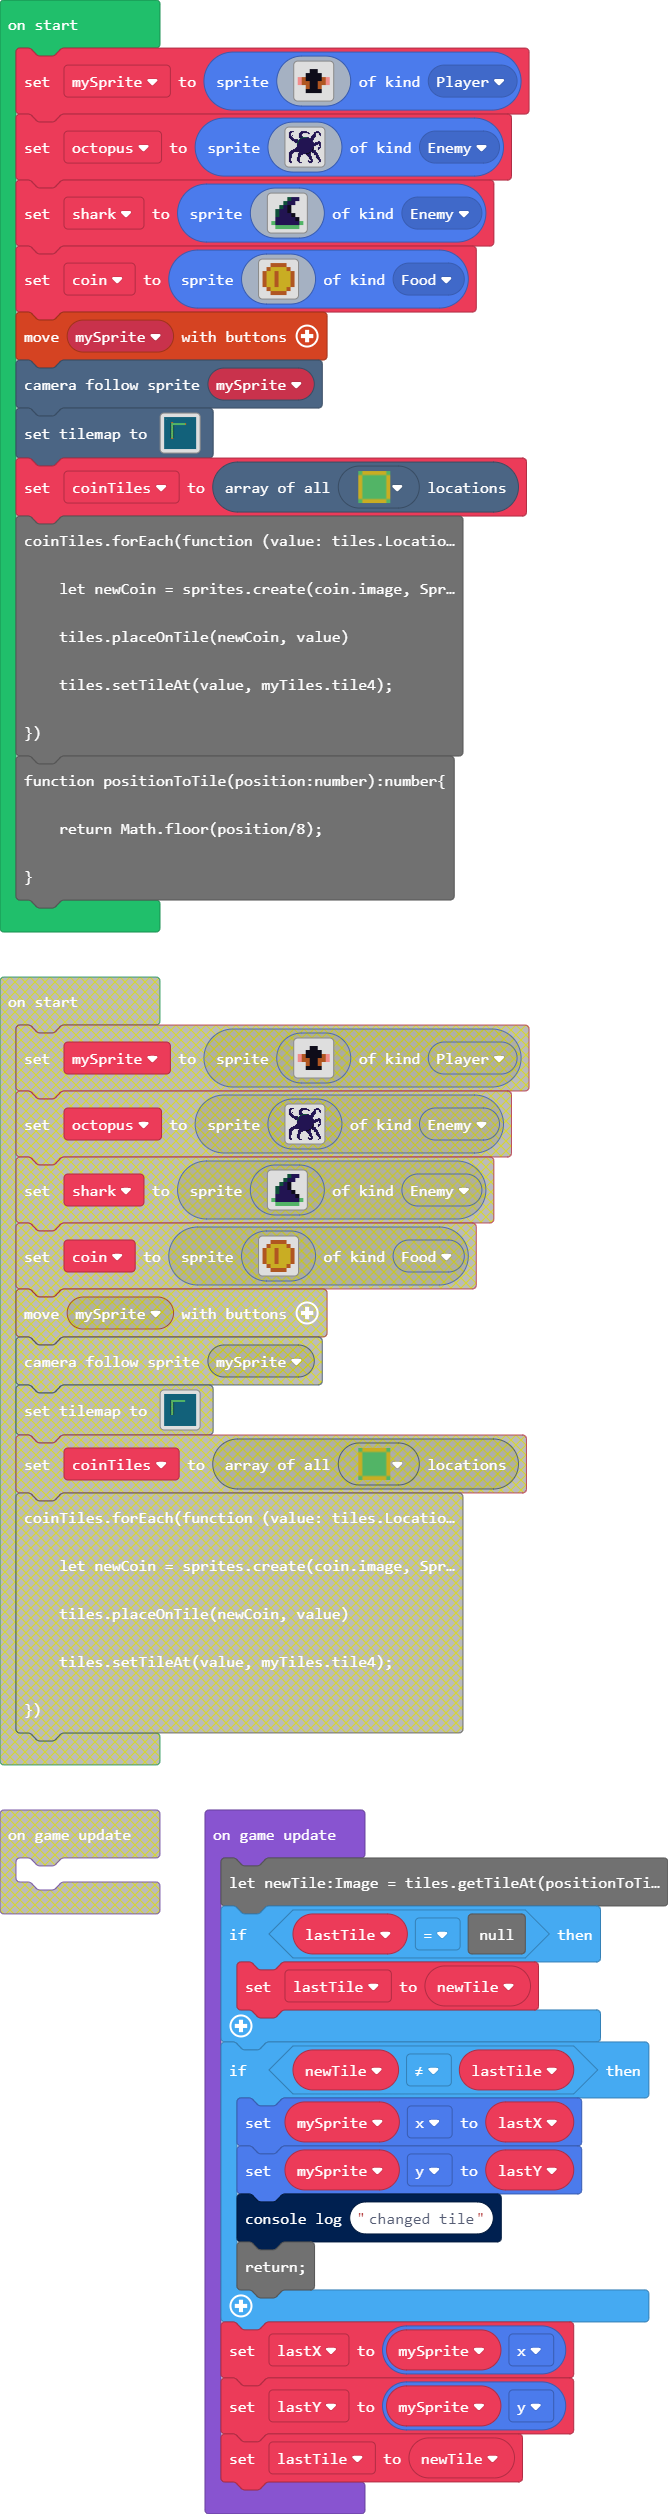 on start
set mySprite to sprite of kind Player
set octopus to sprite of kind Enemy
set shark to sprite of kind Enemy
set coin to sprite of kind Food
move mySprite with buttons
camera follow sprite mySprite
set tilemap to
set coinTiles to array of all locations
coinTiles.forEach(function (value: tiles.Locatio…
let newCoin = sprites.create(coin.image, Spr…
tiles.placeOnTile(newCoin, value)
tiles.setTileAt(value, myTiles.tile4);
})
function positionToTile(position:number):number{
return Math.floor(position/8);
}
on start
set mySprite to sprite of kind Player
set octopus to sprite of kind Enemy
set shark to sprite of kind Enemy
set coin to sprite of kind Food
move mySprite with buttons
camera follow sprite mySprite
set tilemap to
set coinTiles to array of all locations
coinTiles.forEach(function (value: tiles.Locatio…
let newCoin = sprites.create(coin.image, Spr…
tiles.placeOnTile(newCoin, value)
tiles.setTileAt(value, myTiles.tile4);
})
on game update
on game update
let newTile:Image = tiles.getTileAt(positionToTi…
if lastTile = null then
set lastTile to newTile
if newTile ≠ lastTile then
set mySprite x to lastX
set mySprite y to lastY
console log "changed tile"
return;
set lastX to mySprite x
set lastY to mySprite y
set lastTile to newTile